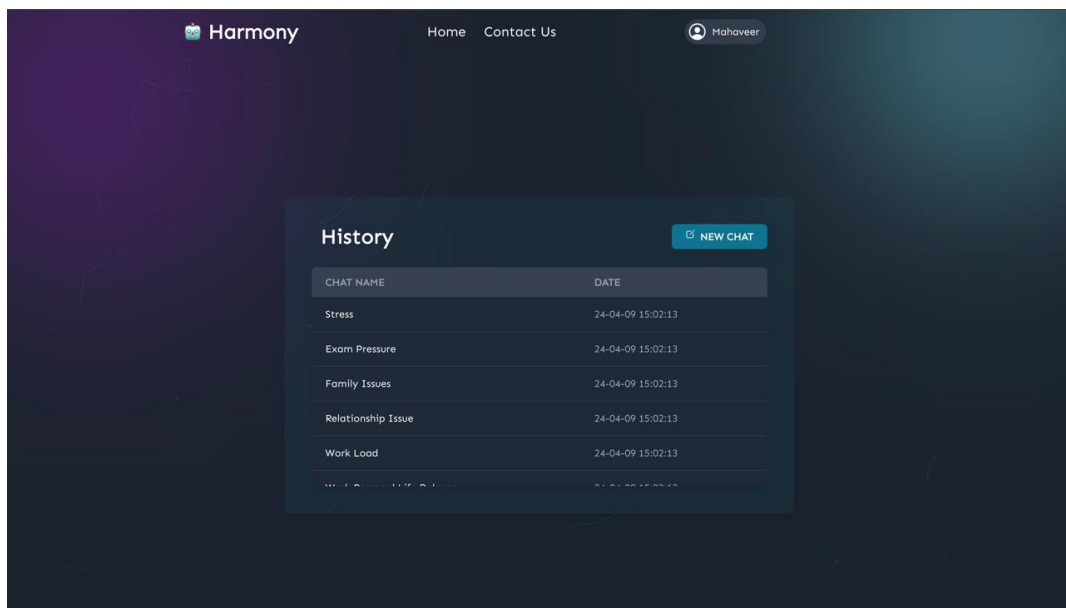 Harmony Home Contact Us Mahaveer
History NEW CHAT
CHAT NAME DATE
Stress 24-04-09 15:02:13
Exam Pressure 24-04-09 15:02:13
Family Issues 24-04-09 15:02:13
Relationship Issue 24-04-09 15:02:13
Work Load 24-04-09 15:02:13